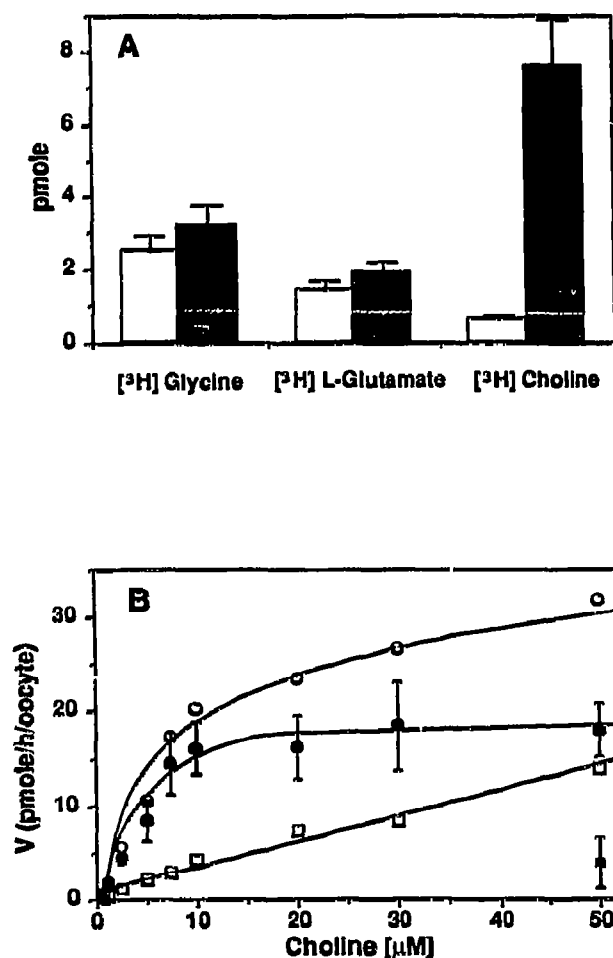 A
8
6
4
2
0
pmole
[³H] Glycine [³H] L-Glutamate [³H] Choline
B
30
20
10
0
V (pmole/h/oocyte)
0 10 20 30 40 50
Choline [µM]